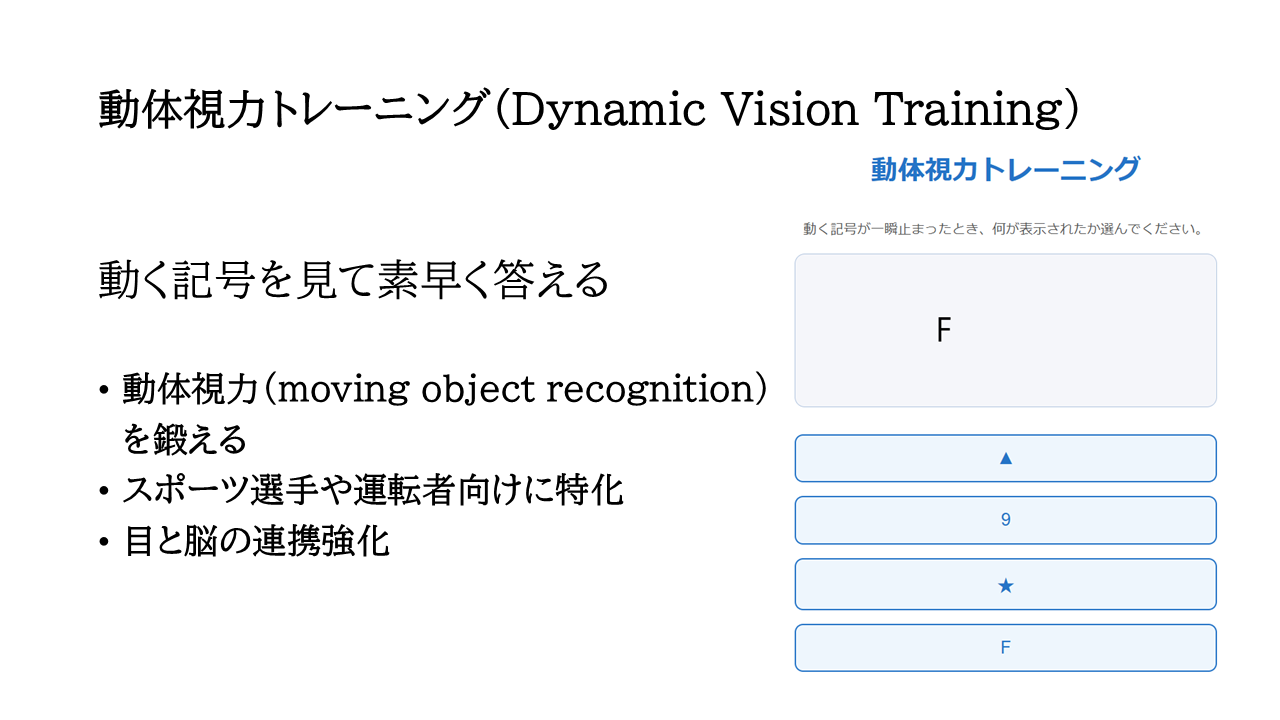 動体視力トレーニング（Dynamic Vision Training）
動く記号を見て素早く答える
• 動体視力（moving object recognition）
を鍛える
• スポーツ選手や運転者向けに特化
• 目と脳の連携強化
動体視力トレーニング
動く記号が一瞬止まったとき、何が表示されたか選んでください。
F
▲
9
★
F